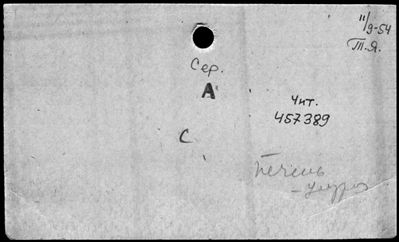 11/9-54
Т.Я.
Сер.
А
Чит.
457389
С
Печень